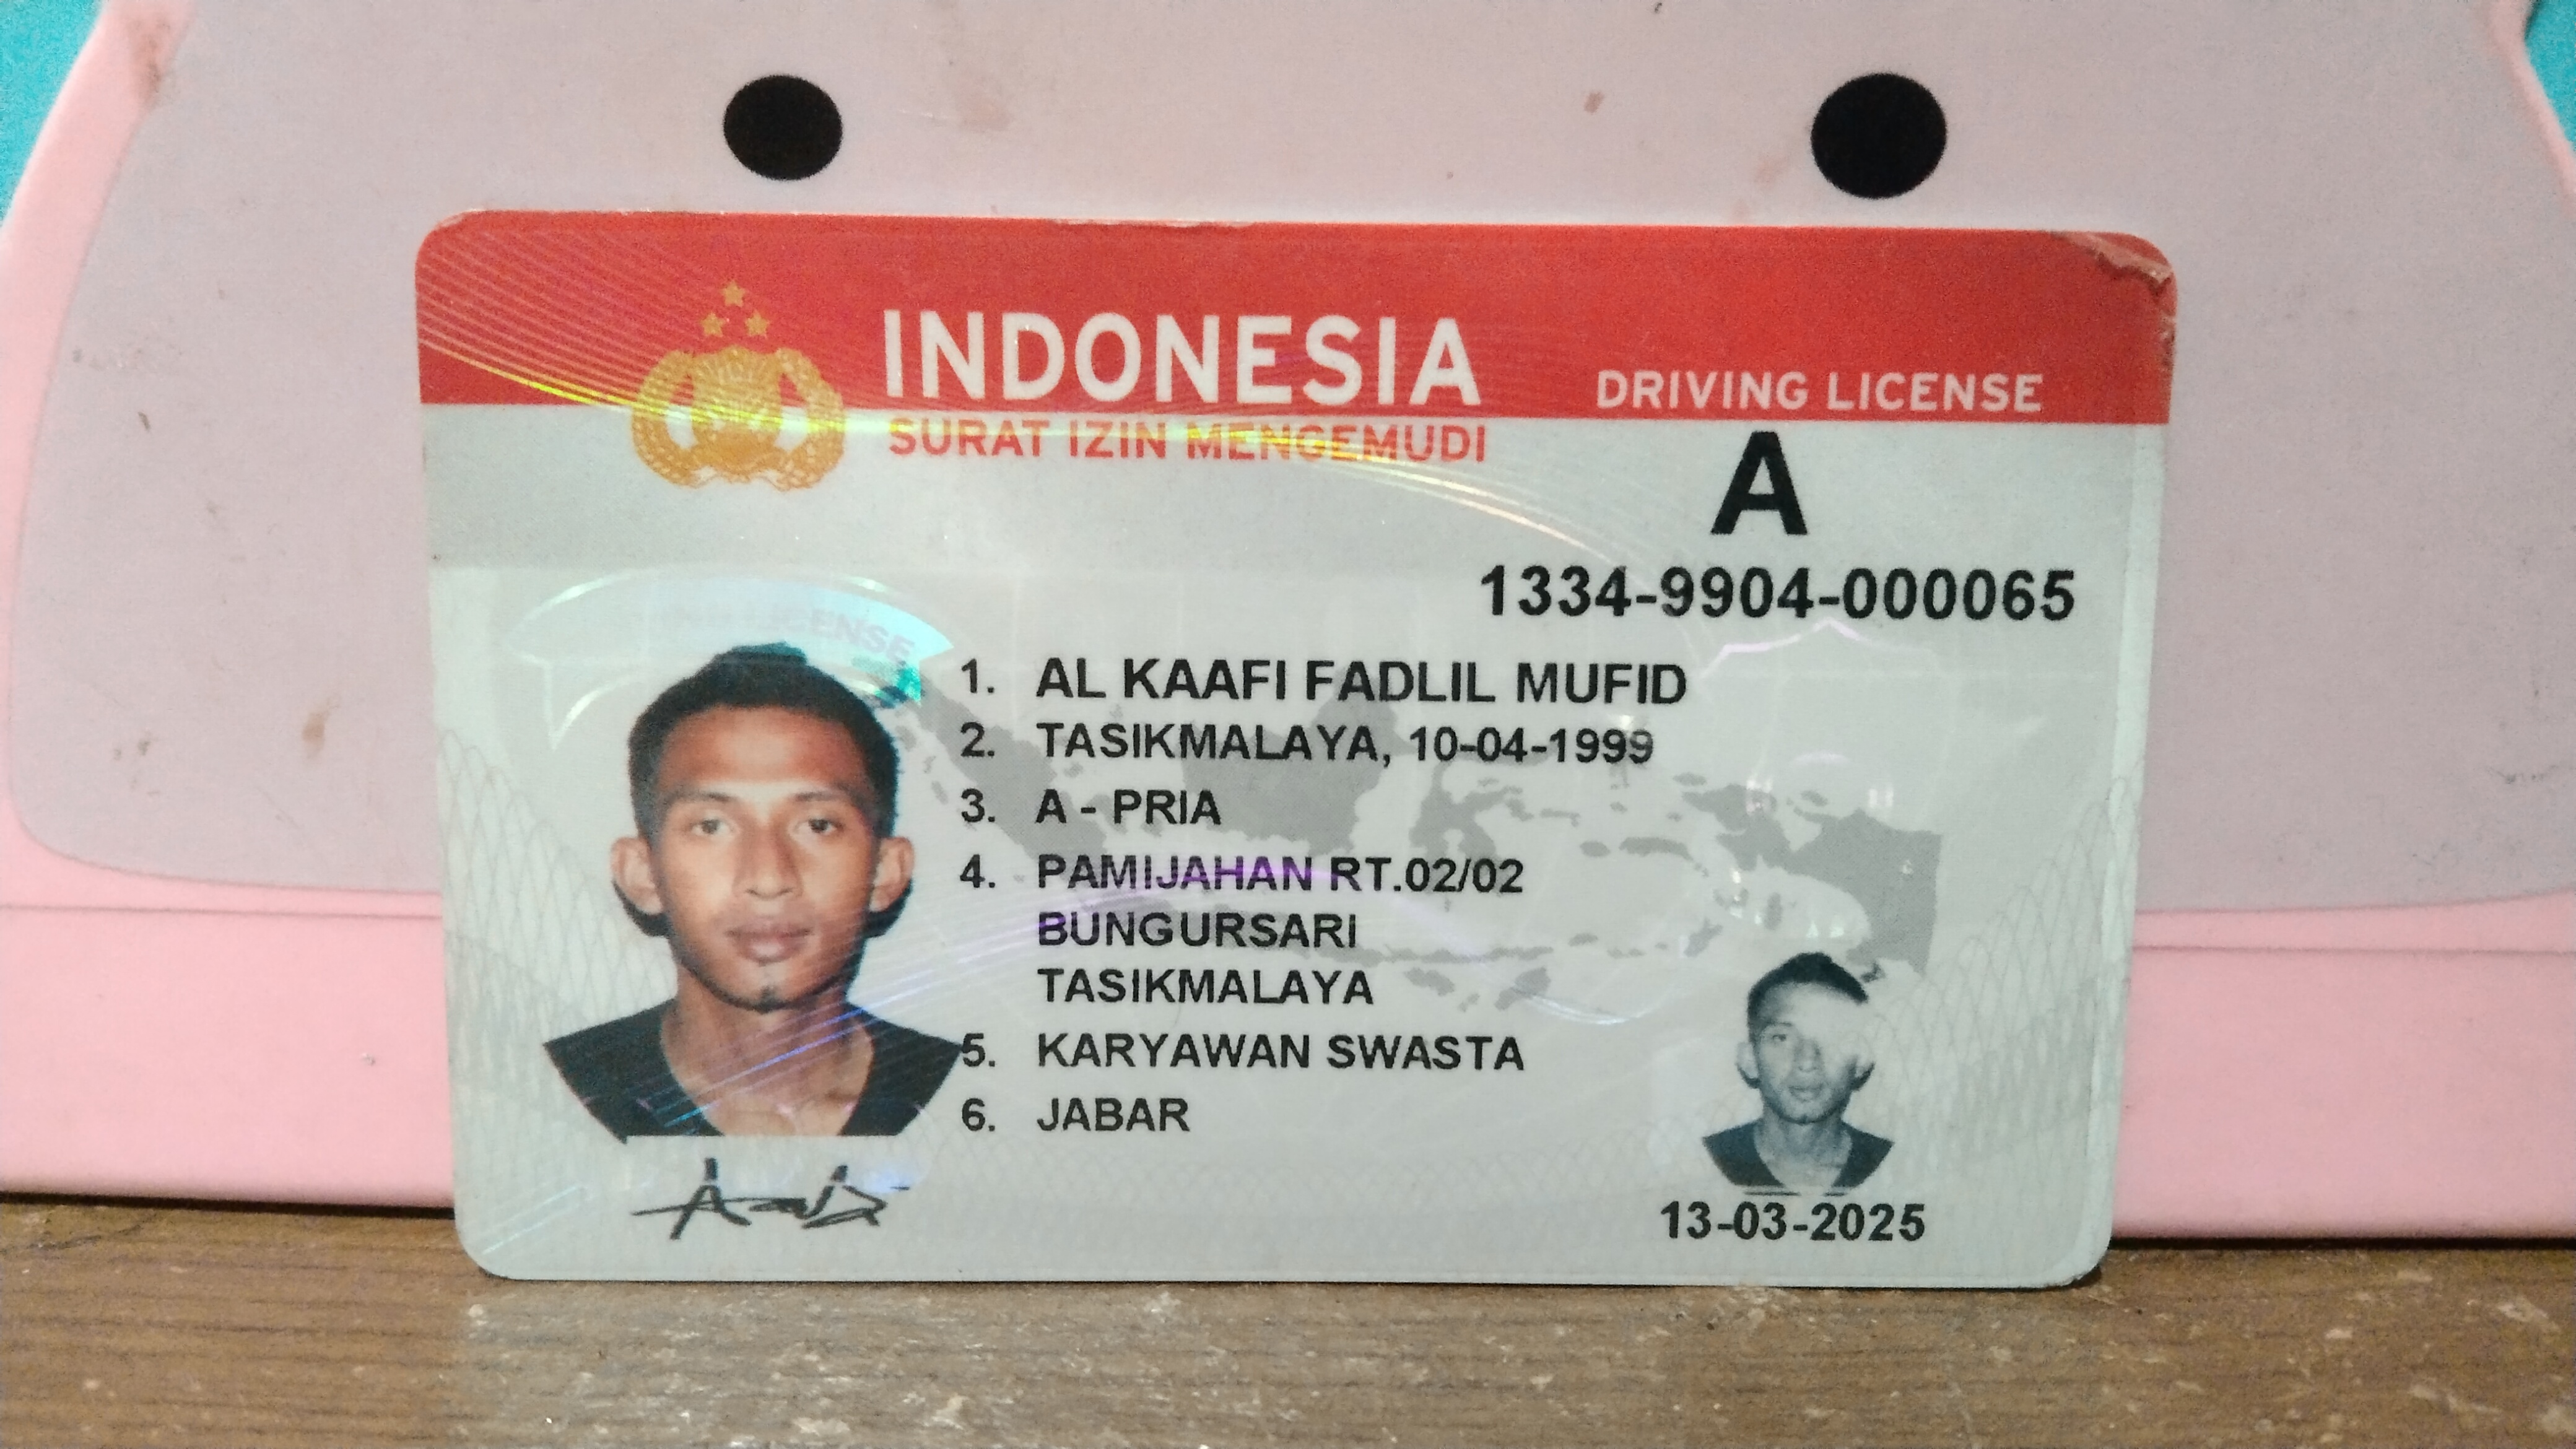 INDONESIA
SURAT IZIN MENGEMUDI
DRIVING LICENSE
A
1334-9904-000065
LICENSE
1. AL KAAFI FADLIL MUFID
2. TASIKMALAYA, 10-04-1999
3. A - PRIA
4. PAMIJAHAN RT.02/02
BUNGURSARI
TASIKMALAYA
5. KARYAWAN SWASTA
6. JABAR
13-03-2025